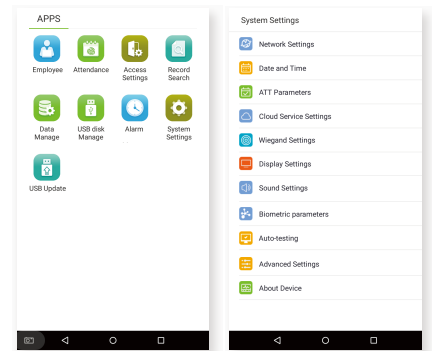 APPS
Employee
Attendance
Access
Settings
Record
Search
Data
Manage
USB disk
Manage
Alarm
System
Settings
USB Update
System Settings
Network Settings
Date and Time
ATT Parameters
Cloud Service Settings
Wiegand Settings
Display Settings
Sound Settings
Biometric parameters
Auto-testing
Advanced Settings
About Device